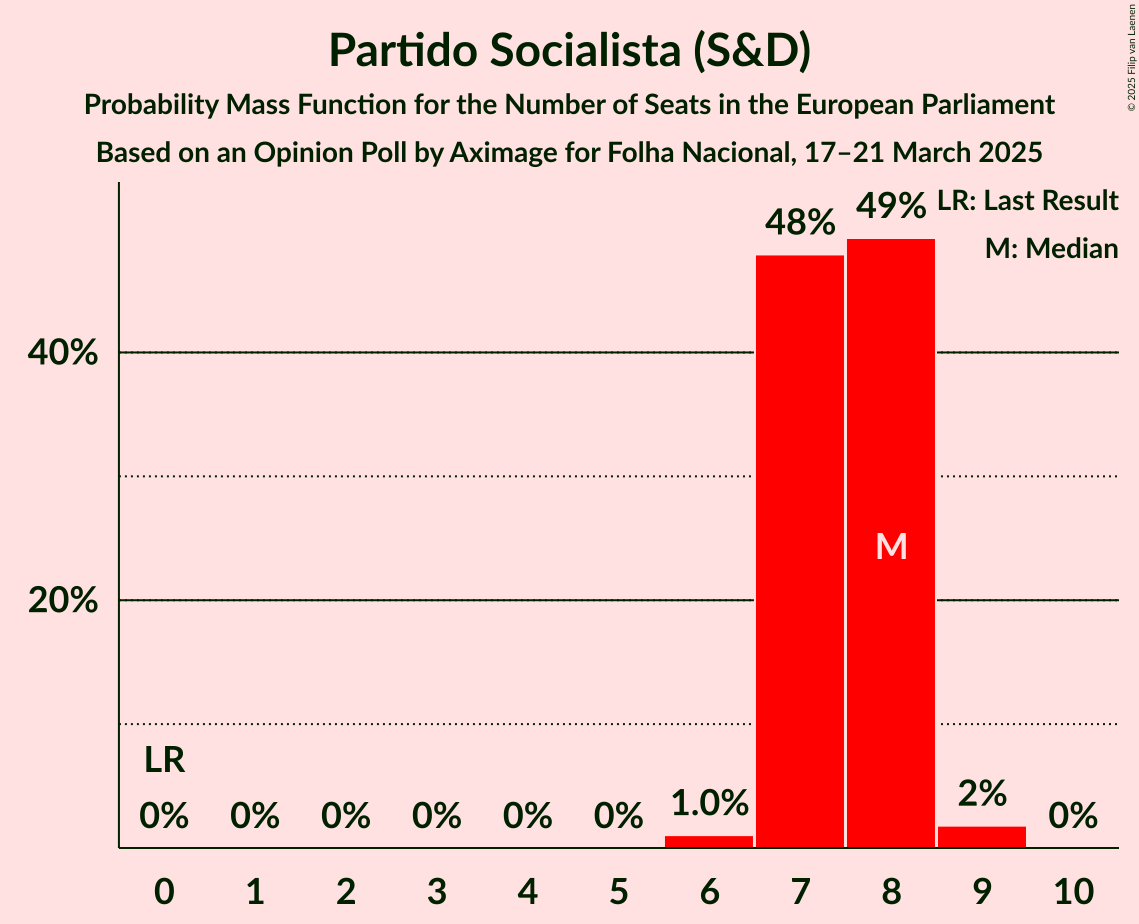 Partido Socialista (S&D)
Probability Mass Function for the Number of Seats in the European Parliament
Based on an Opinion Poll by Aximage for Folha Nacional, 17–21 March 2025
© 2025 Filip van Laenen
LR: Last Result
M: Median
48%
49%
40%
20%
M
LR
0%
0%
0%
0%
0%
0%
1.0%
2%
0%
0 1 2 3 4 5 6 7 8 9 10